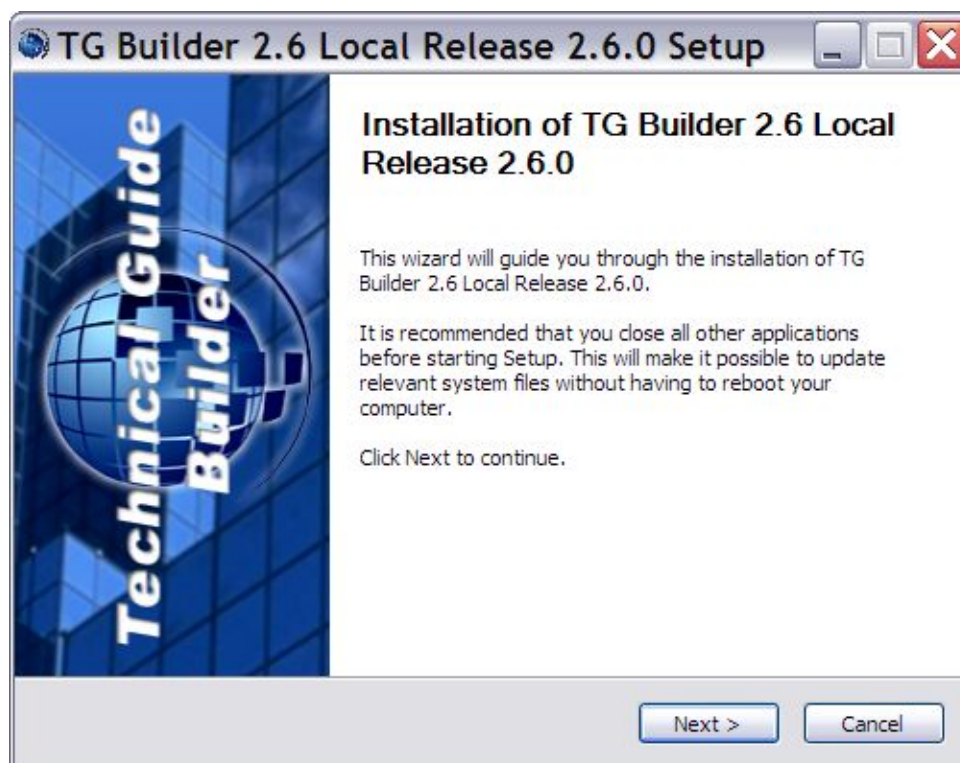 TG Builder 2.6 Local Release 2.6.0 Setup
Technical Guide
Builder
Installation of TG Builder 2.6 Local
Release 2.6.0
This wizard will guide you through the installation of TG
Builder 2.6 Local Release 2.6.0.
It is recommended that you close all other applications
before starting Setup. This will make it possible to update
relevant system files without having to reboot your
computer.
Click Next to continue.
Next >
Cancel